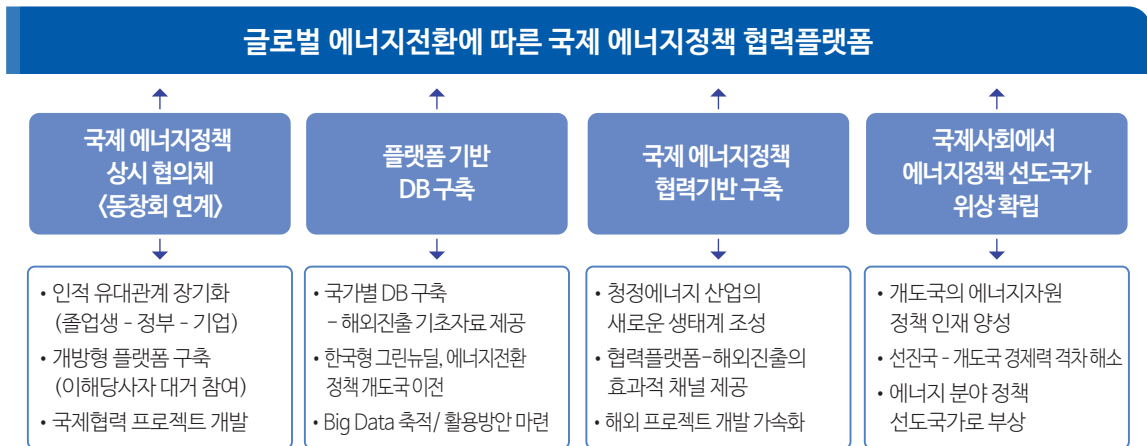 글로벌 에너지전환에 따른 국제 에너지정책 협력플랫폼
국제 에너지정책
상시 협의체
〈동창회 연계〉
플랫폼 기반
DB 구축
국제 에너지정책
협력기반 구축
국제사회에서
에너지정책 선도국가
위상 확립
• 인적 유대관계 장기화
(졸업생 - 정부 - 기업)
• 개방형 플랫폼 구축
(이해당사자 대거 참여)
• 국제협력 프로젝트 개발
• 국가별 DB 구축
- 해외진출 기초자료 제공
• 한국형 그린뉴딜, 에너지전환
정책 개도국 이전
• Big Data 축적/ 활용방안 마련
• 청정에너지 산업의
새로운 생태계 조성
• 협력플랫폼-해외진출의
효과적 채널 제공
• 해외 프로젝트 개발 가속화
• 개도국의 에너지자원
정책 인재 양성
• 선진국 - 개도국 경제력 격차 해소
• 에너지 분야 정책
선도국가로 부상